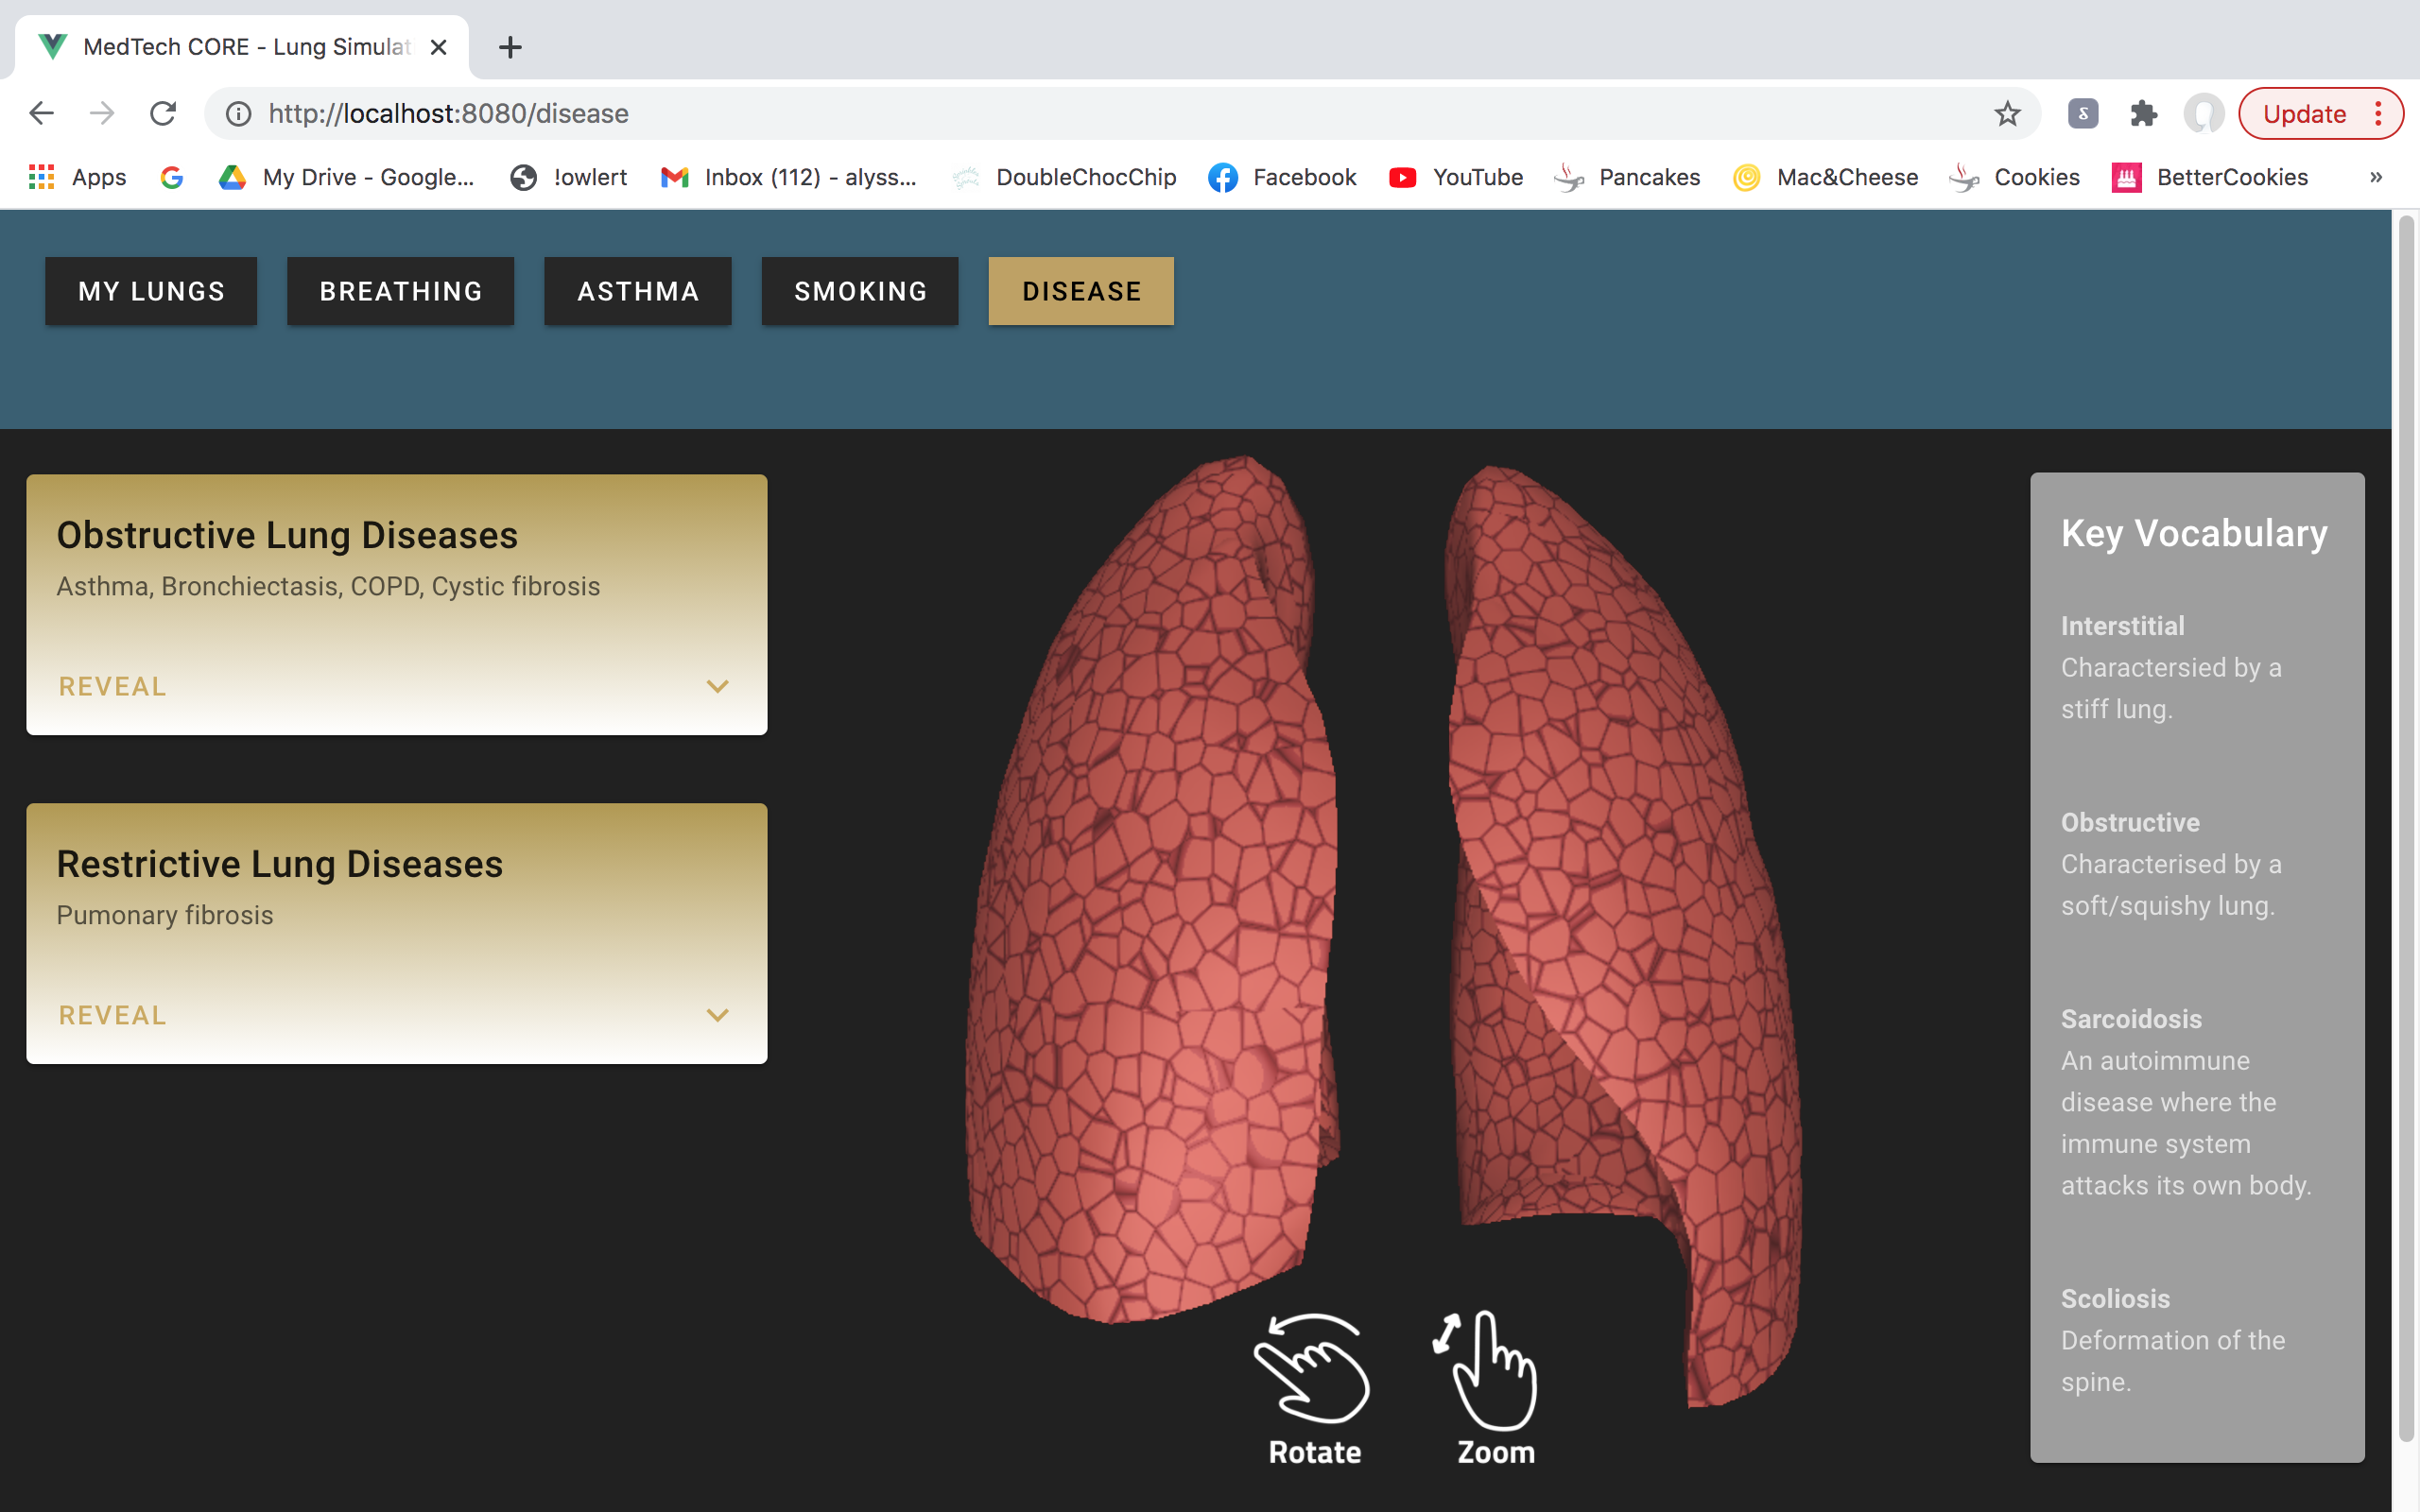 MedTech CORE - Lung Simulat
http://localhost:8080/disease
Update
Apps
My Drive - Google...
!owlert
Inbox (112) - alyss...
DoubleChocChip
Facebook
YouTube
Pancakes
Mac&Cheese
Cookies
BetterCookies
»
MY LUNGS
BREATHING
ASTHMA
SMOKING
DISEASE
Obstructive Lung Diseases
Asthma, Bronchiectasis, COPD, Cystic fibrosis
REVEAL
Restrictive Lung Diseases
Pumonary fibrosis
REVEAL
Rotate
Zoom
Key Vocabulary
Interstitial
Charactersied by a
stiff lung.
Obstructive
Characterised by a
soft/squishy lung.
Sarcoidosis
An autoimmune
disease where the
immune system
attacks its own body.
Scoliosis
Deformation of the
spine.